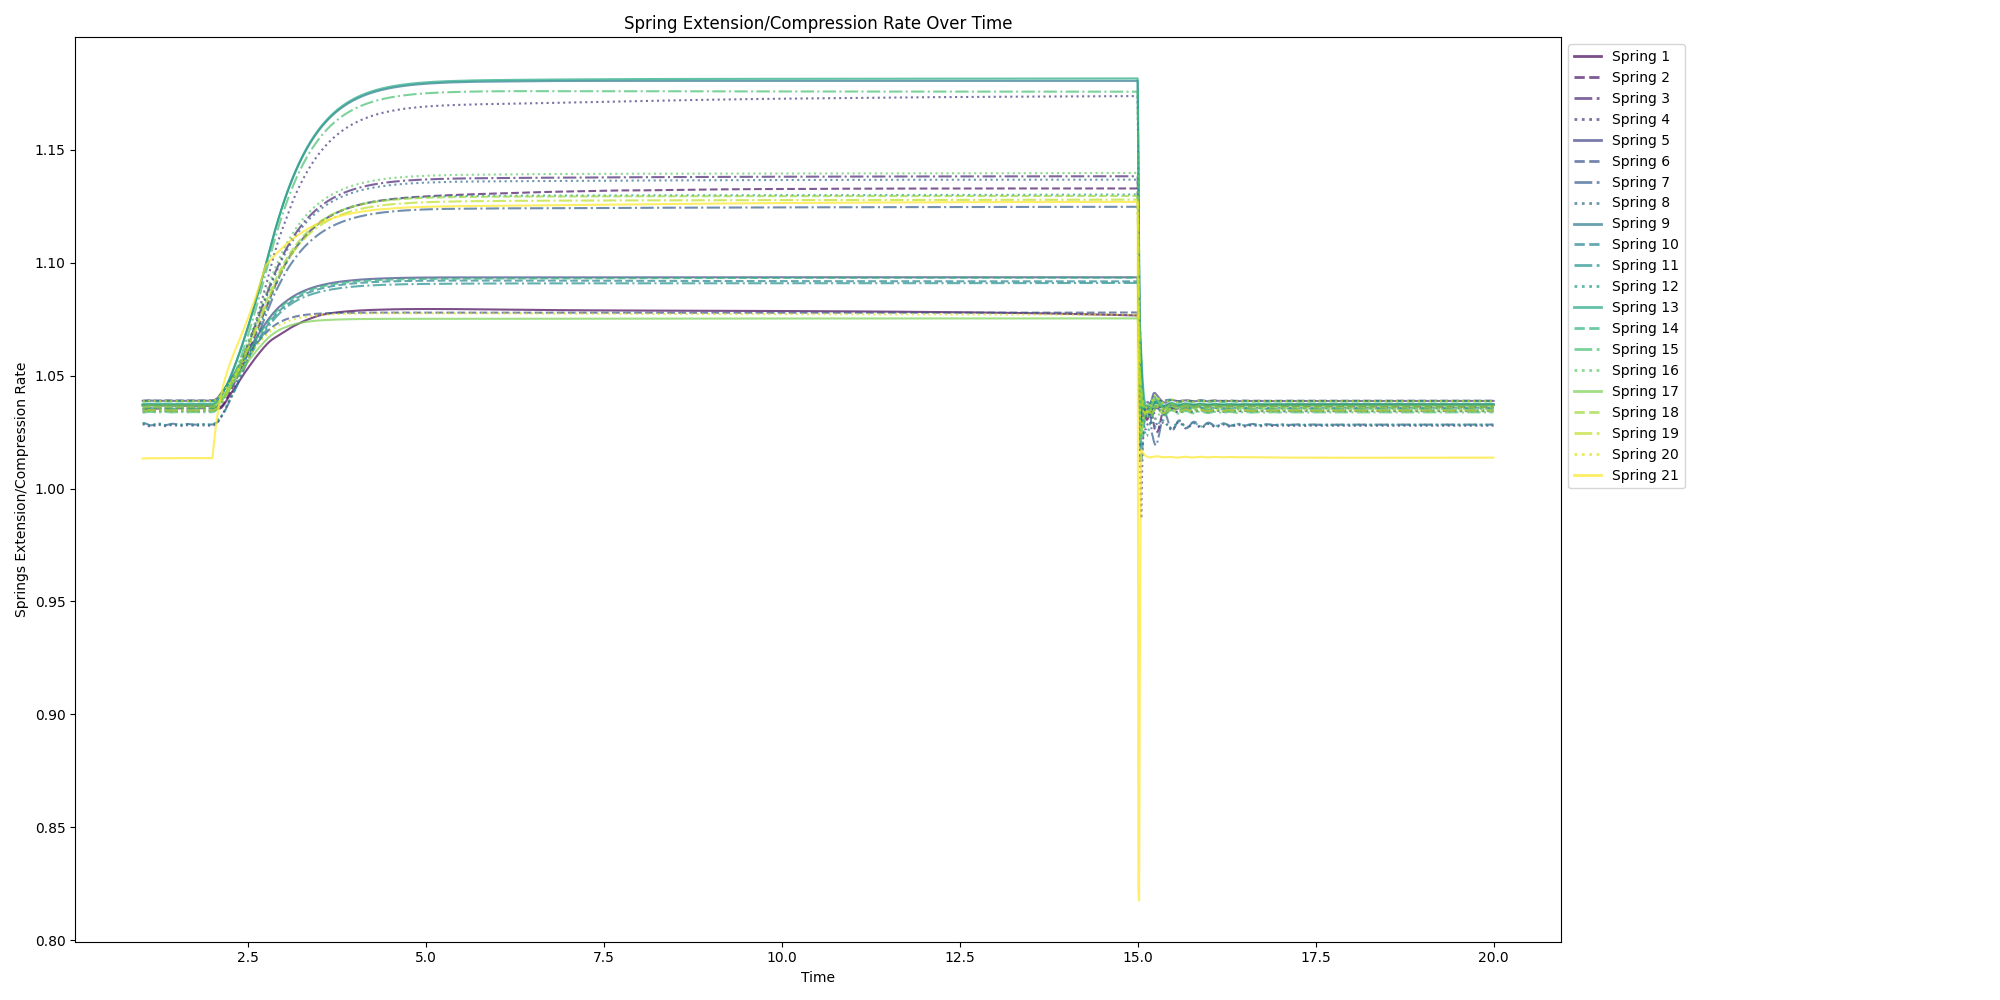 Spring Extension/Compression Rate Over Time
Springs Extension/Compression Rate
1.15
1.10
1.05
1.00
0.95
0.90
0.85
0.80
2.5
5.0
7.5
10.0
12.5
15.0
17.5
20.0
Time
Spring 1
Spring 2
Spring 3
Spring 4
Spring 5
Spring 6
Spring 7
Spring 8
Spring 9
Spring 10
Spring 11
Spring 12
Spring 13
Spring 14
Spring 15
Spring 16
Spring 17
Spring 18
Spring 19
Spring 20
Spring 21